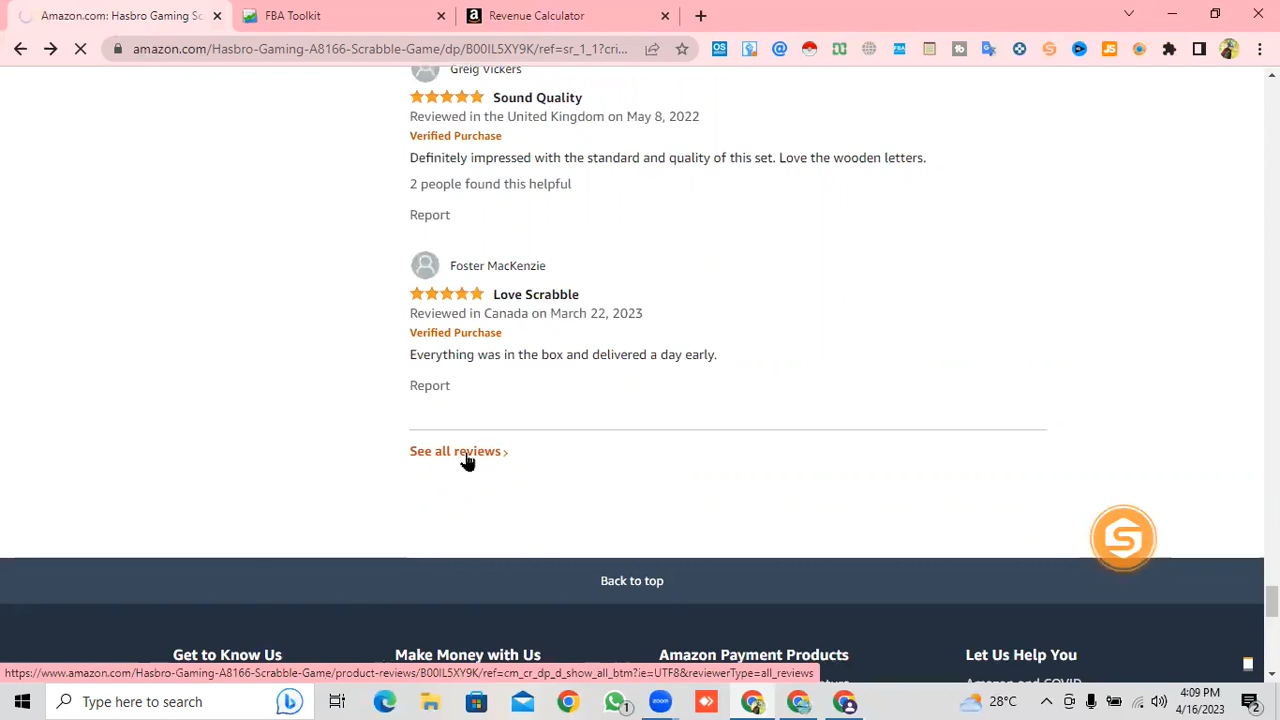 Amazon.com: Hasbro Gaming Sc
FBA Toolkit
Revenue Calculator
amazon.com/Hasbro-Gaming-A8166-Scrabble-Game/dp/B00IL5XY9K/ref=sr_1_1?cri...
Greig Vickers
Sound Quality
Reviewed in the United Kingdom on May 8, 2022
Verified Purchase
Definitely impressed with the standard and quality of this set. Love the wooden letters.
2 people found this helpful
Report
Foster MacKenzie
Love Scrabble
Reviewed in Canada on March 22, 2023
Verified Purchase
Everything was in the box and delivered a day early.
Report
See all reviews ›
Back to top
Get to Know Us
Make Money with Us
Amazon Payment Products
Let Us Help You
Amazon and COVID
https://www.amazon.com/Hasbro-Gaming-A8166-Scrabble-Game/product-reviews/B00IL5XY9K/ref=cm_cr_dp_d_show_all_btm?ie=UTF8&reviewerType=all_reviews
Type here to search
1
zoom
28°C
4:09 PM
4/16/2023
2